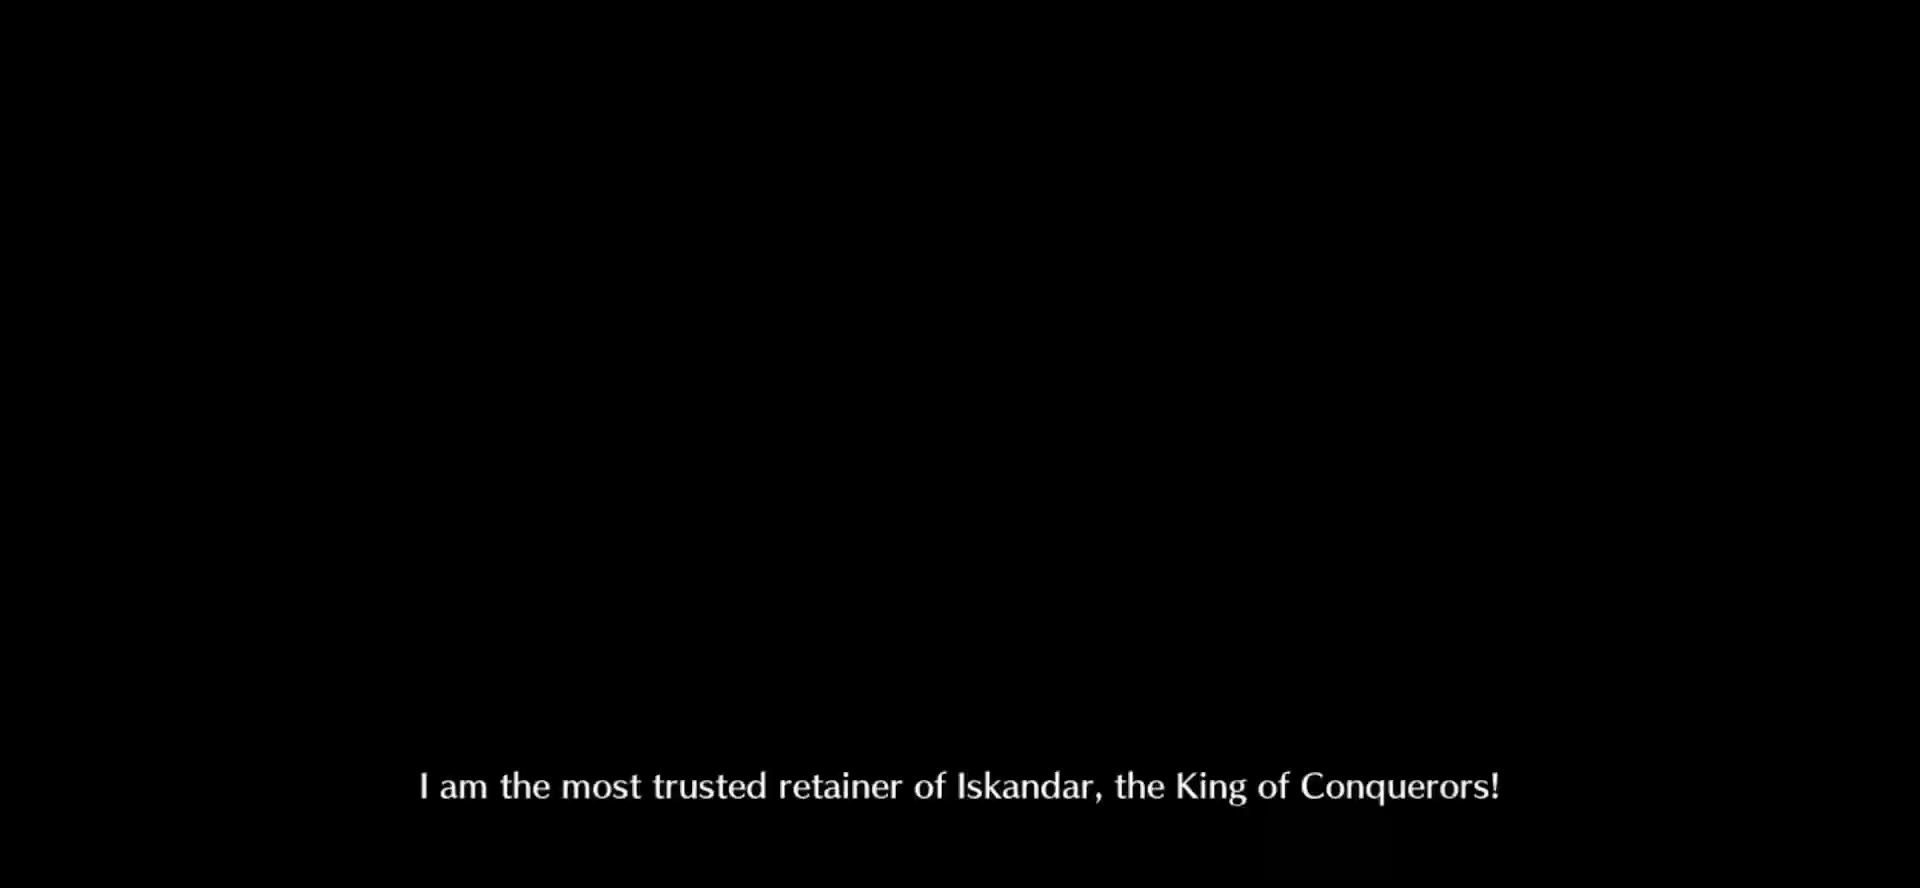 I am the most trusted retainer of Iskandar, the King of Conquerors!